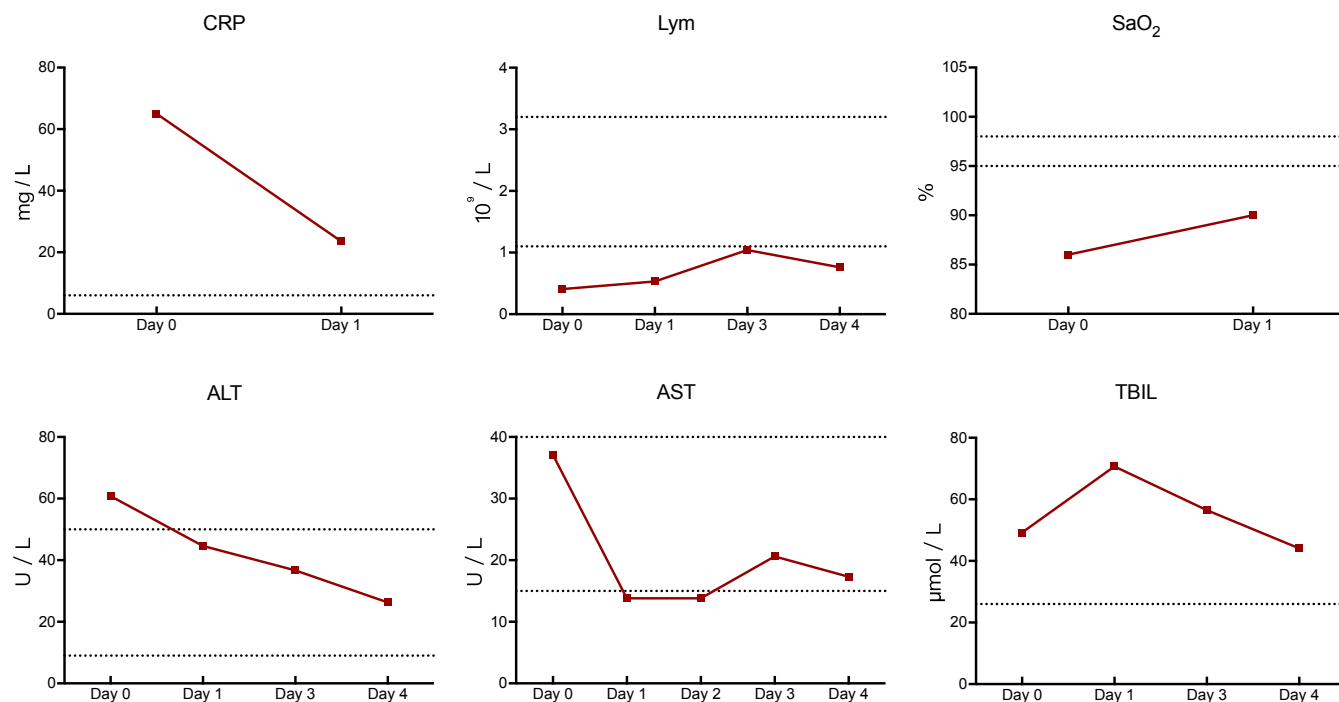 CRP
80
60
40
20
0
mg / L
Day 0
Day 1
Lym
4
3
2
1
0
10⁹ / L
Day 0
Day 1
Day 3
Day 4
SaO₂
105
100
95
90
85
80
%
Day 0
Day 1
ALT
80
60
40
20
0
U / L
Day 0
Day 1
Day 3
Day 4
AST
40
30
20
10
0
U / L
Day 0
Day 1
Day 2
Day 3
Day 4
TBIL
80
60
40
20
0
μmol / L
Day 0
Day 1
Day 3
Day 4